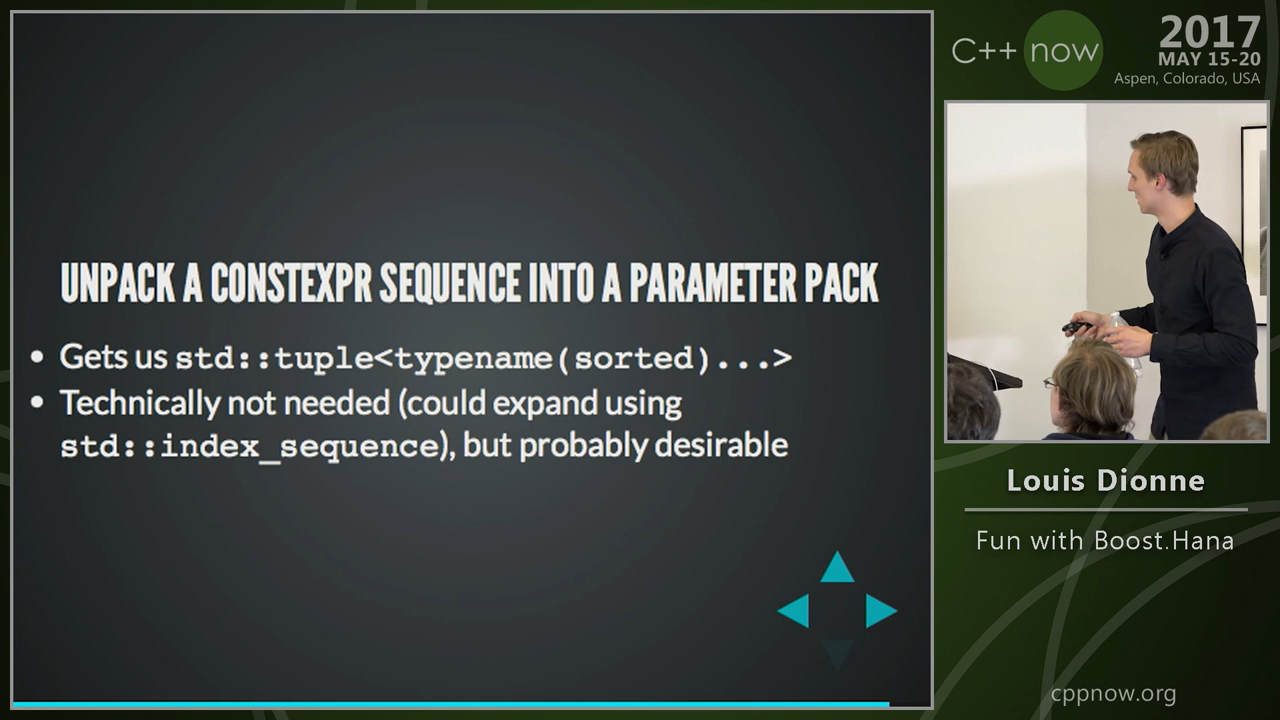 UNPACK A CONSTEXPR SEQUENCE INTO A PARAMETER PACK
• Gets us std::tuple<typename(sorted)...>
• Technically not needed (could expand using
std::index_sequence), but probably desirable
C++ now
2017
MAY 15-20
Aspen, Colorado, USA
Louis Dionne
Fun with Boost.Hana
cppnow.org